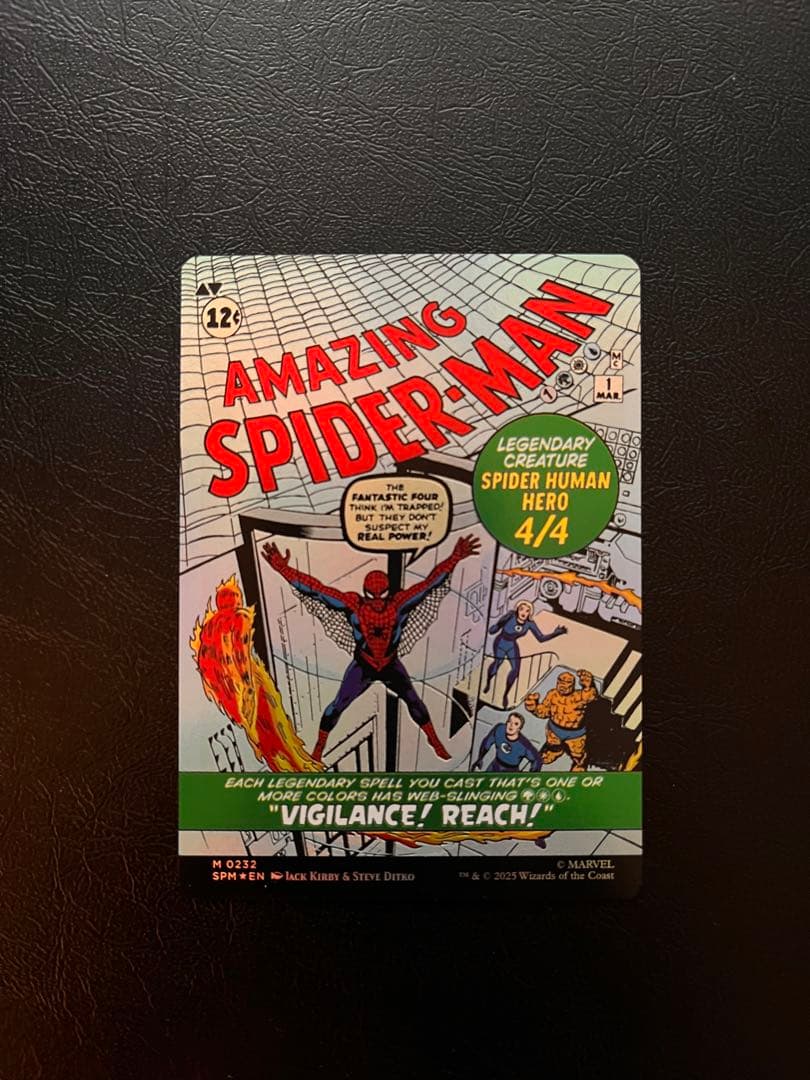 12¢
AMAZING
SPIDER-MAN
1
M
C
1
MAR.
LEGENDARY
CREATURE
SPIDER HUMAN
HERO
4/4
THE
FANTASTIC FOUR
THINK I'M TRAPPED!
BUT THEY DON'T
SUSPECT MY
REAL POWER!
EACH LEGENDARY SPELL YOU CAST THAT'S ONE OR
MORE COLORS HAS WEB-SLINGING.
"VIGILANCE! REACH!"
M 0232
SPM★EN JACK KIRBY & STEVE DITKO
© MARVEL
™ & © 2025 Wizards of the Coast